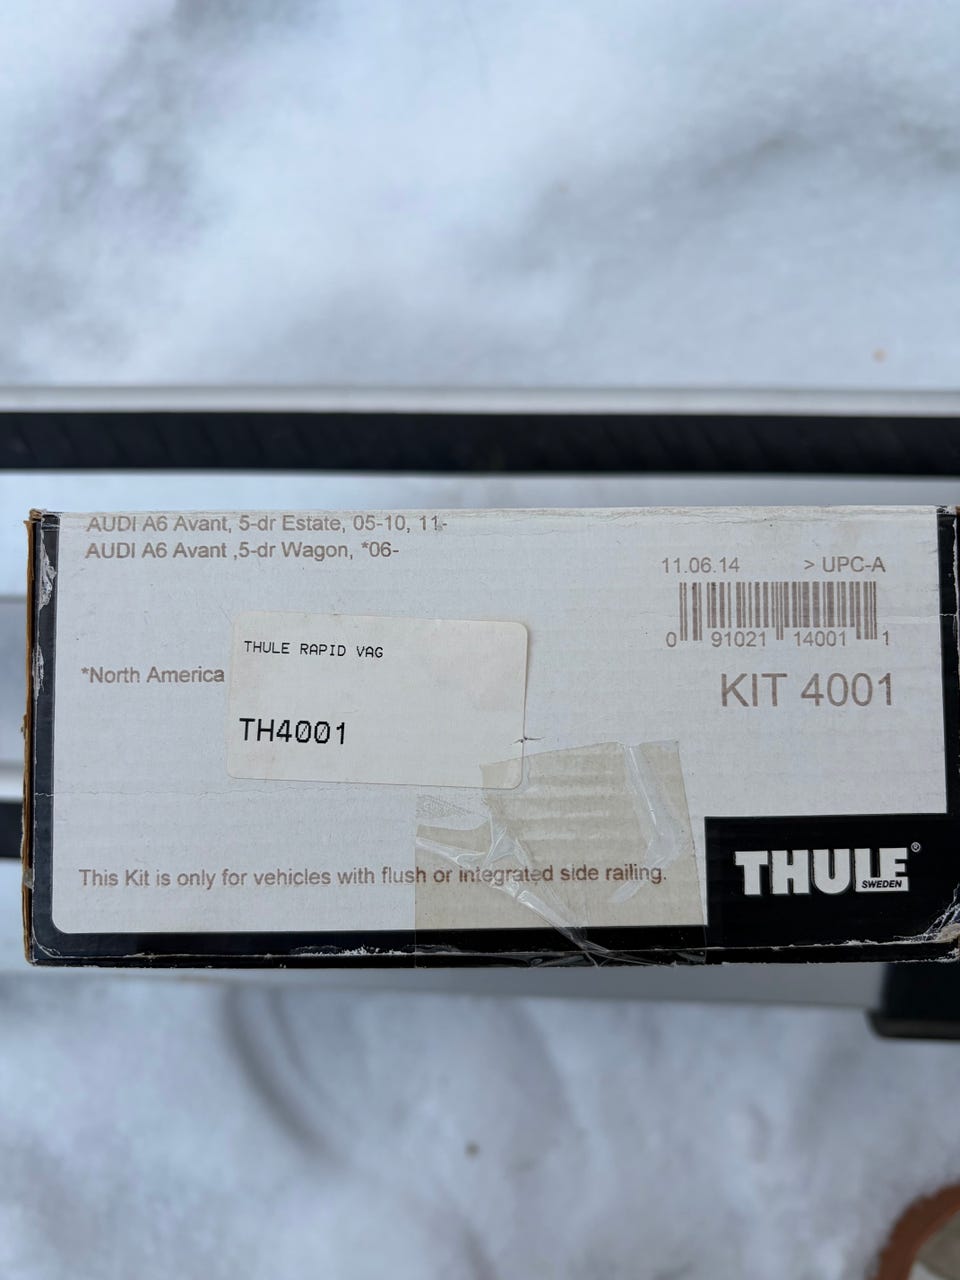 AUDI A6 Avant, 5-dr Estate, 05-10, 11-
AUDI A6 Avant ,5-dr Wagon, *06-
11.06.14 > UPC-A
0 91021 14001 1
*North America
THULE RAPID VAG
KIT 4001
TH4001
This Kit is only for vehicles with flush or integrated side railing.
THULE®
SWEDEN